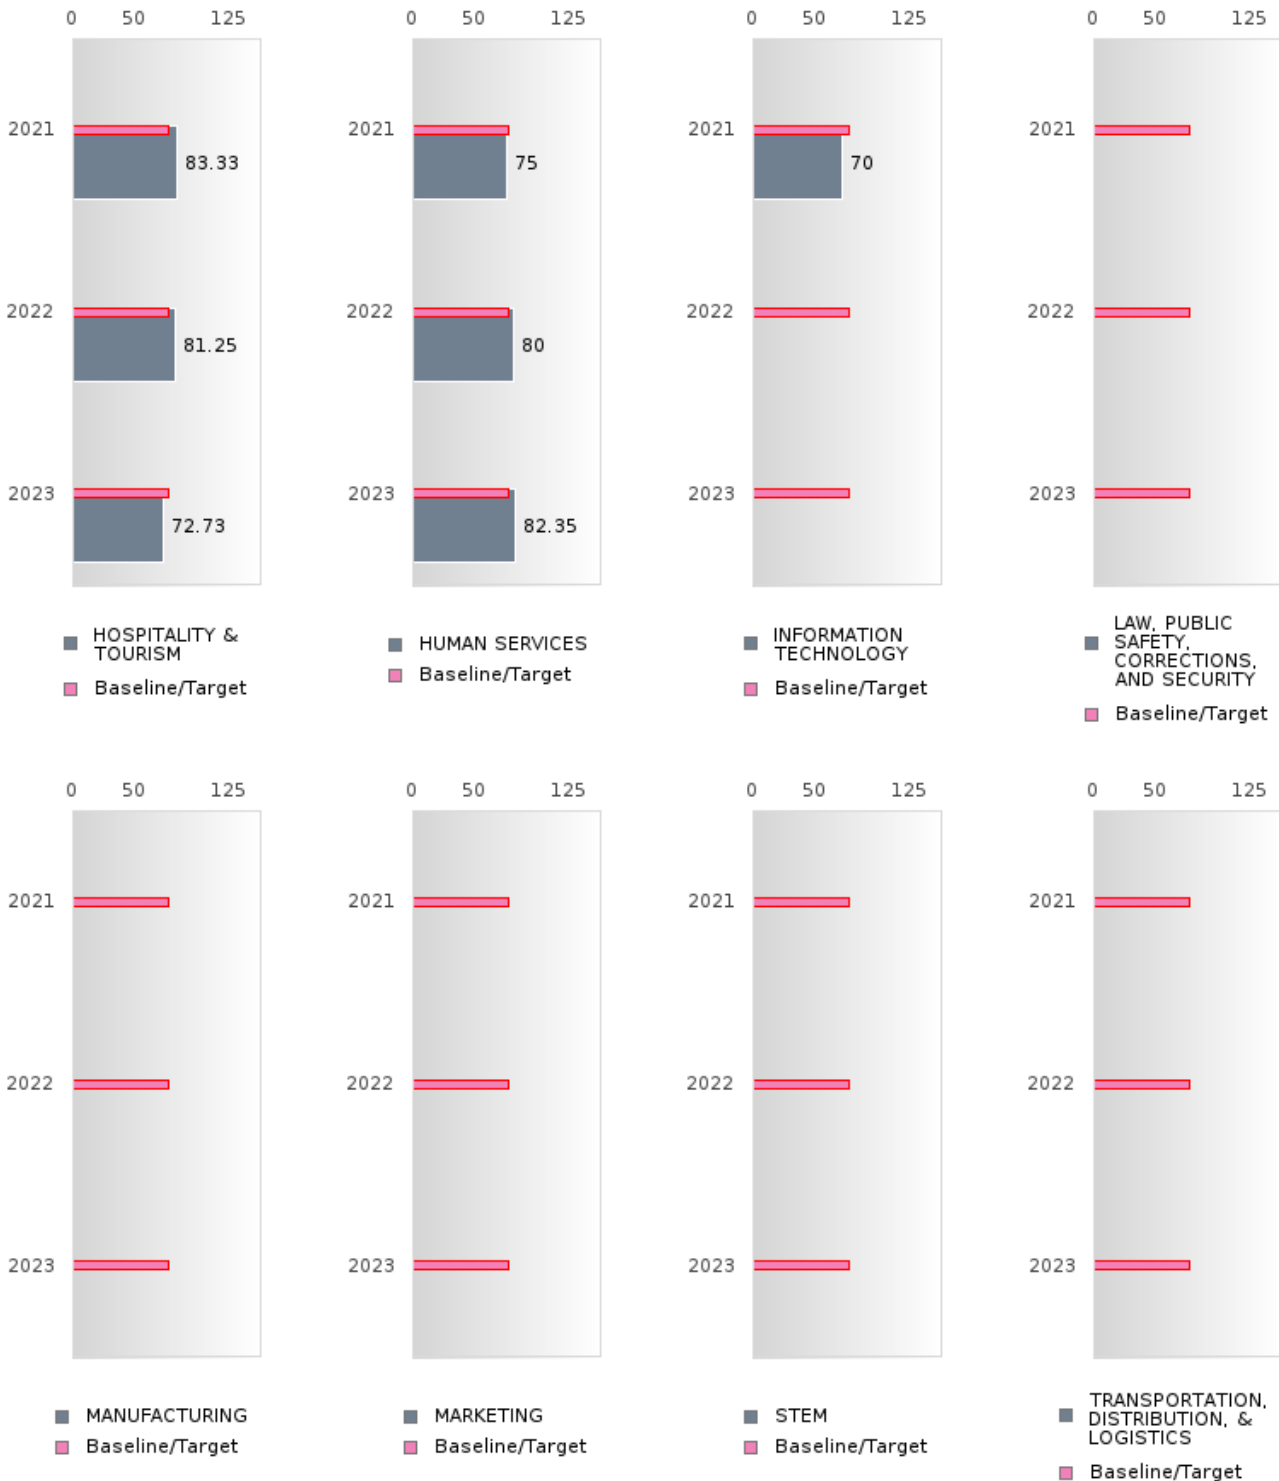 0 50 125
2021
83.33
2022
81.25
2023
72.73
HOSPITALITY &
TOURISM
Baseline/Target
0 50 125
2021
75
2022
80
2023
82.35
HUMAN SERVICES
Baseline/Target
0 50 125
2021
70
2022
2023
INFORMATION
TECHNOLOGY
Baseline/Target
0 50 125
2021
2022
2023
LAW, PUBLIC
SAFETY,
CORRECTIONS,
AND SECURITY
Baseline/Target
0 50 125
2021
2022
2023
MANUFACTURING
Baseline/Target
0 50 125
2021
2022
2023
MARKETING
Baseline/Target
0 50 125
2021
2022
2023
STEM
Baseline/Target
0 50 125
2021
2022
2023
TRANSPORTATION,
DISTRIBUTION, &
LOGISTICS
Baseline/Target